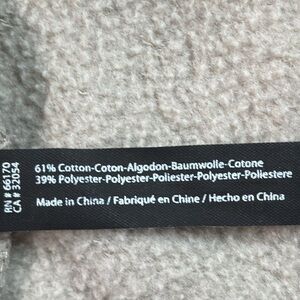 RN # 66170
CA # 32054
61% Cotton-Coton-Algodon-Baumwolle-Cotone
39% Polyester-Polyester-Poliester-Polyester-Poliestere
Made in China / Fabriqué en Chine / Hecho en China